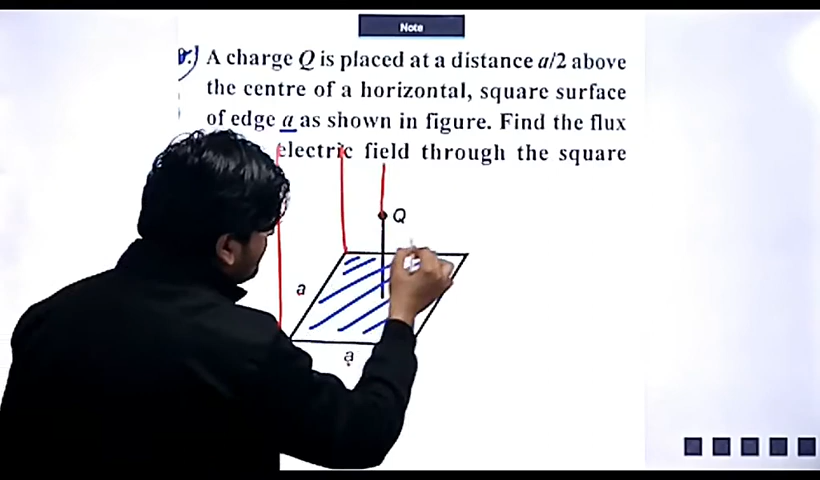 Note
Q.) A charge Q is placed at a distance a/2 above
the centre of a horizontal, square surface
of edge a as shown in figure. Find the flux
electric field through the square
Q
a
a